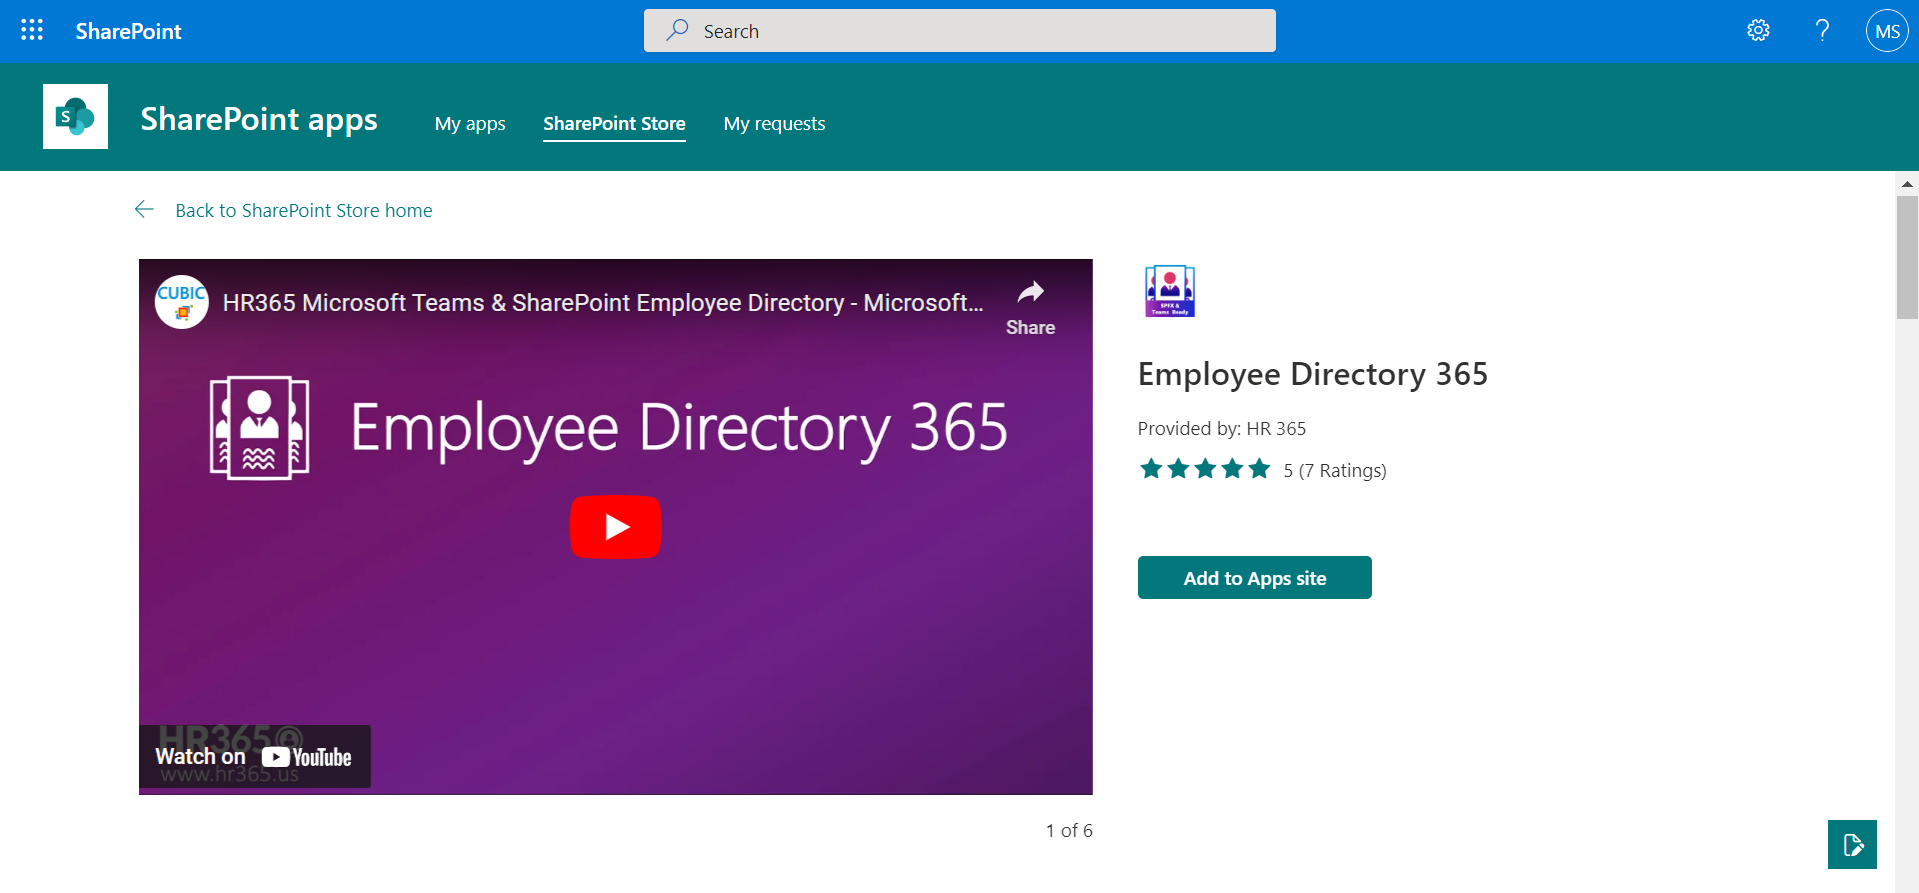 SharePoint
Search
MS
S
SharePoint apps
My apps
SharePoint Store
My requests
Back to SharePoint Store home
CUBIC
HR365 Microsoft Teams & SharePoint Employee Directory - Microsoft...
Share
Employee Directory 365
HR365
Watch on YouTube
www.hr365.us
1 of 6
SPFX &
Teams Ready
Employee Directory 365
Provided by: HR 365
5 (7 Ratings)
Add to Apps site